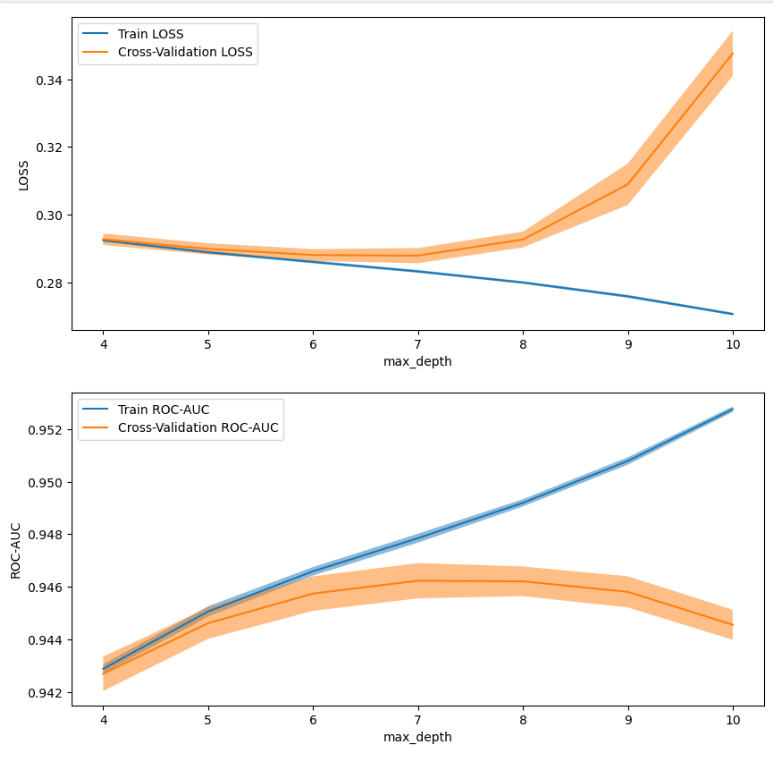 Train LOSS
Cross-Validation LOSS
0.34
0.32
0.30
0.28
LOSS
4 5 6 7 8 9 10
max_depth
Train ROC-AUC
Cross-Validation ROC-AUC
0.952
0.950
0.948
0.946
0.944
0.942
ROC-AUC
4 5 6 7 8 9 10
max_depth